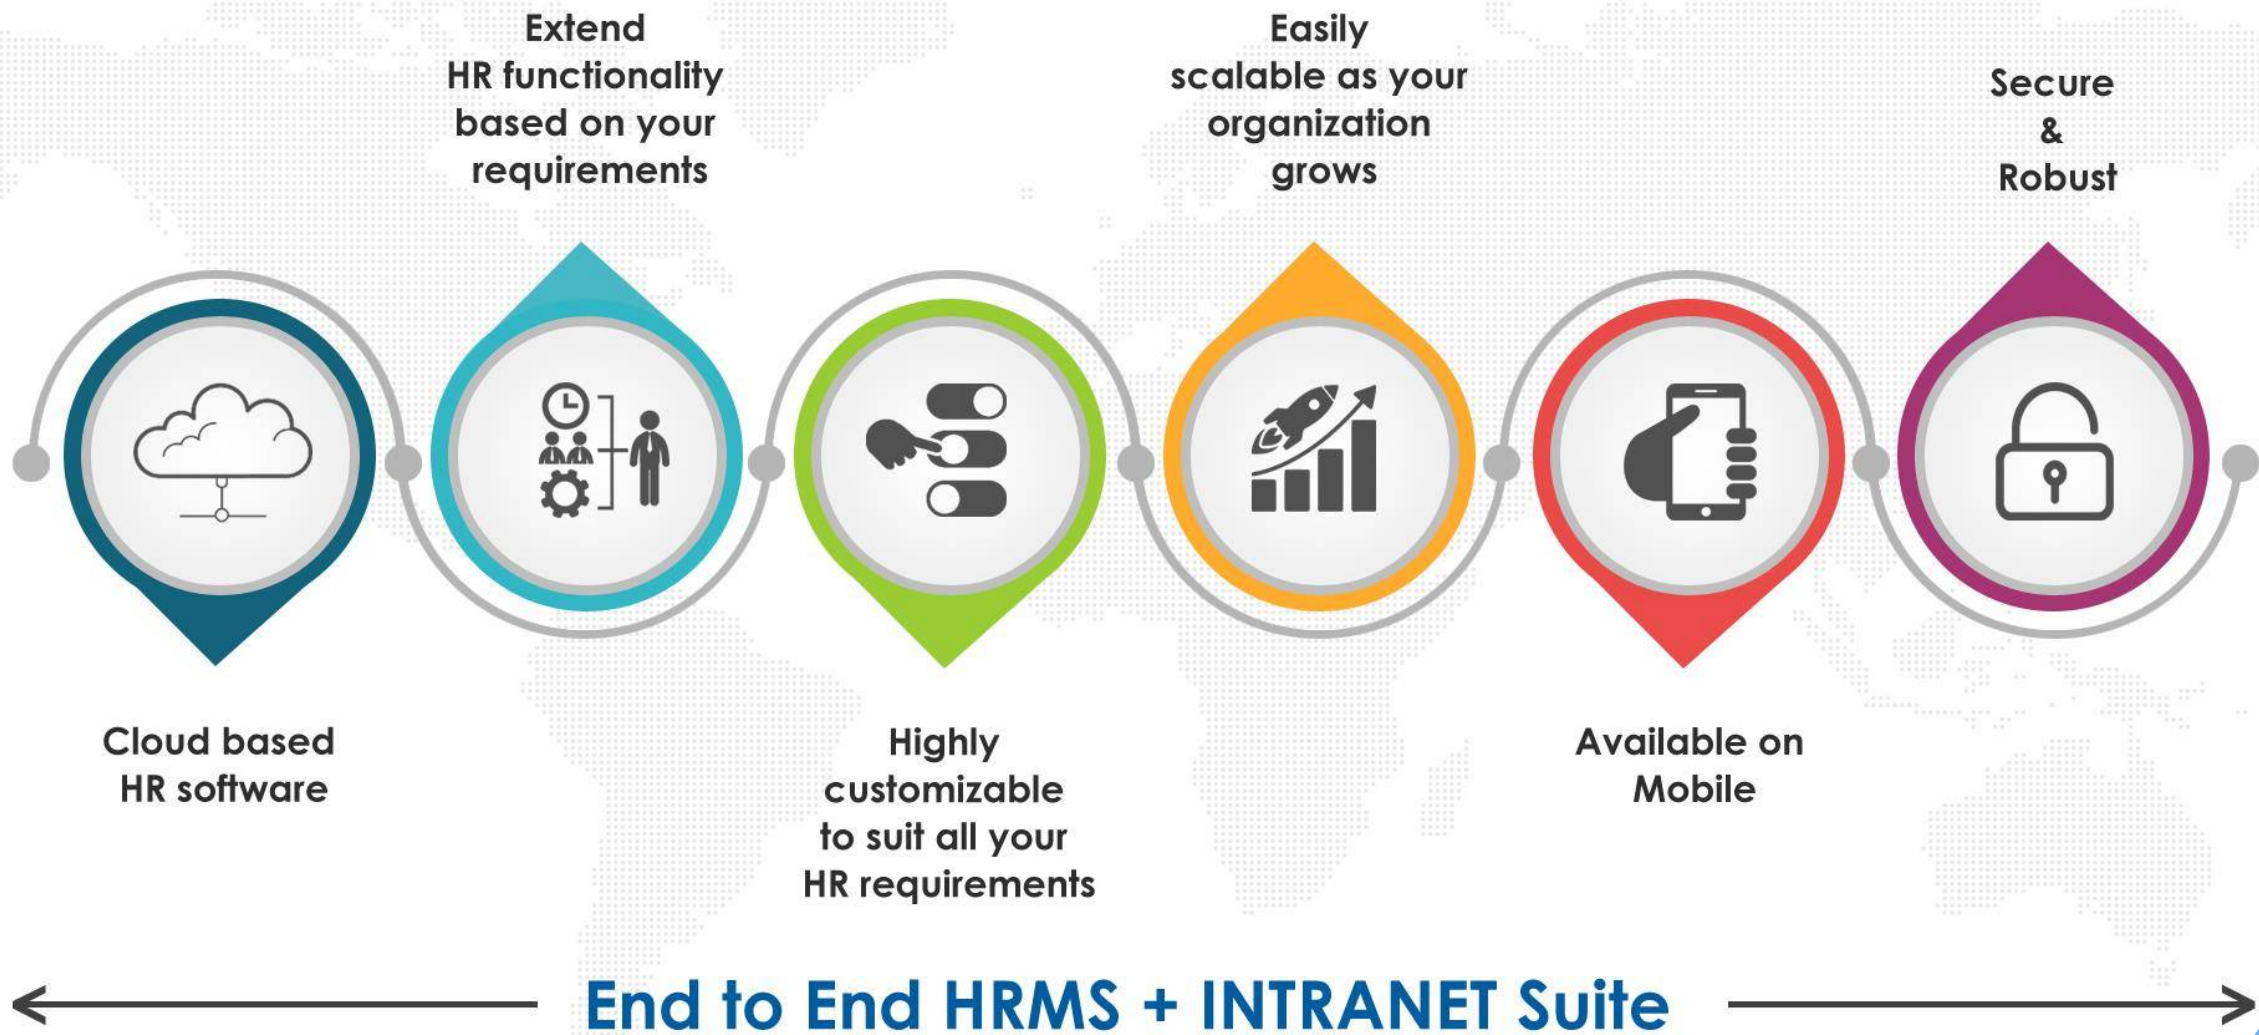 Extend
HR functionality
based on your
requirements
Easily
scalable as your
organization
grows
Secure
&
Robust
Cloud based
HR software
Highly
customizable
to suit all your
HR requirements
Available on
Mobile
End to End HRMS + INTRANET Suite